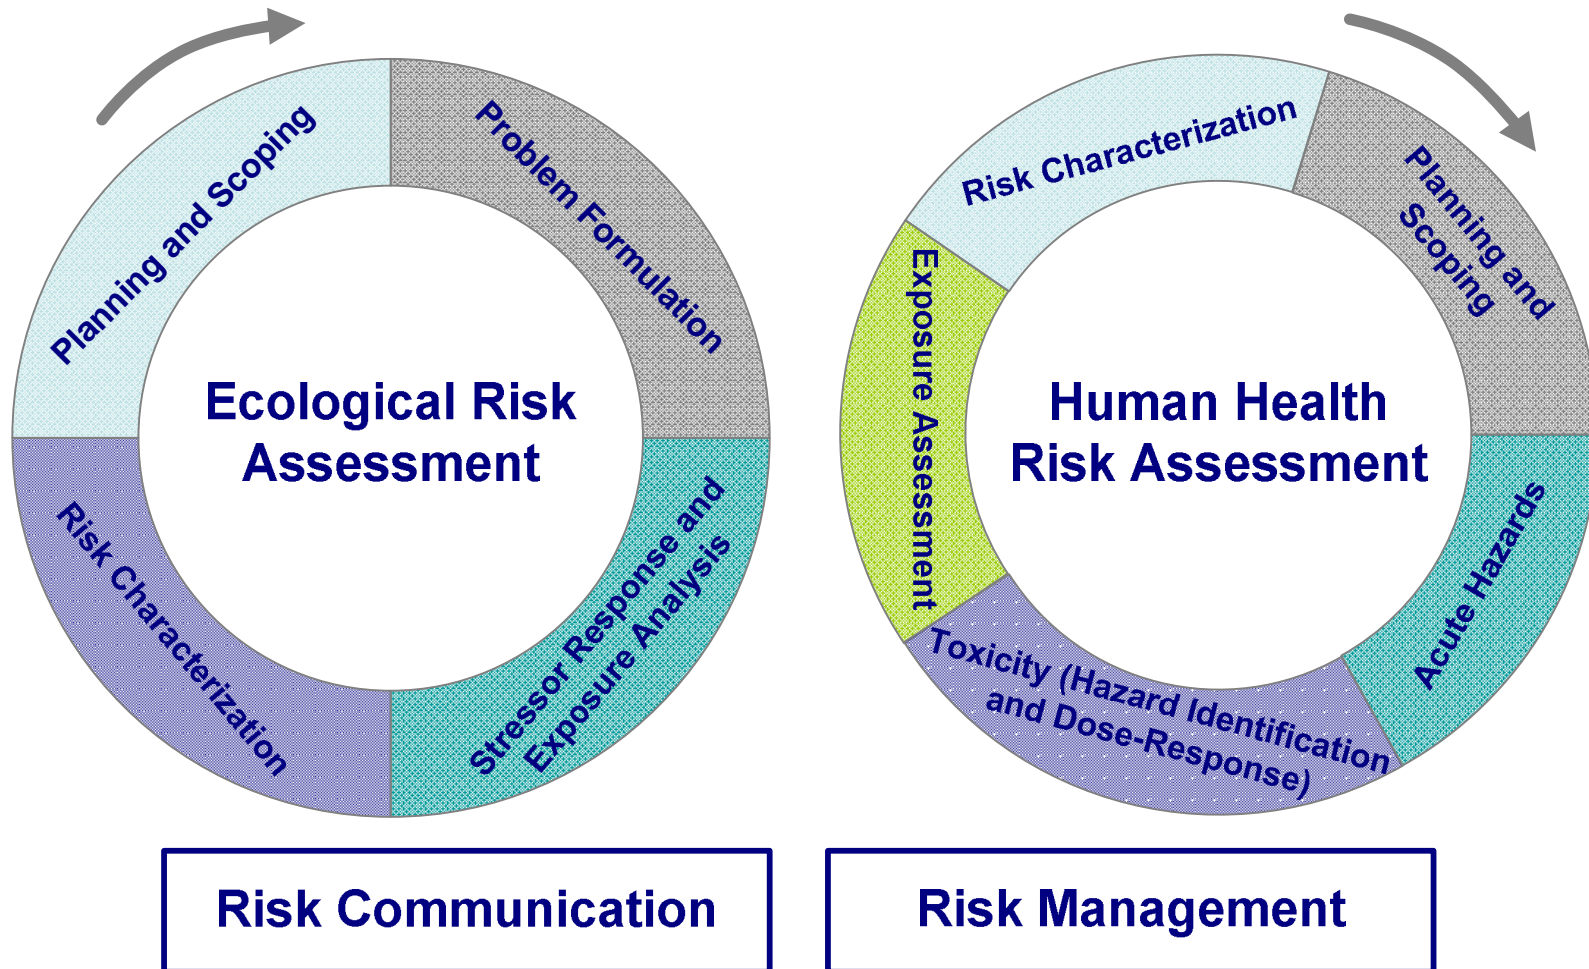 Planning and Scoping
Problem Formulation
Stressor Response and
Exposure Analysis
Risk Characterization
Ecological Risk
Assessment
Risk Characterization
Planning and
Scoping
Acute Hazards
Toxicity (Hazard Identification
and Dose-Response)
Exposure Assessment
Human Health
Risk Assessment
Risk Communication
Risk Management